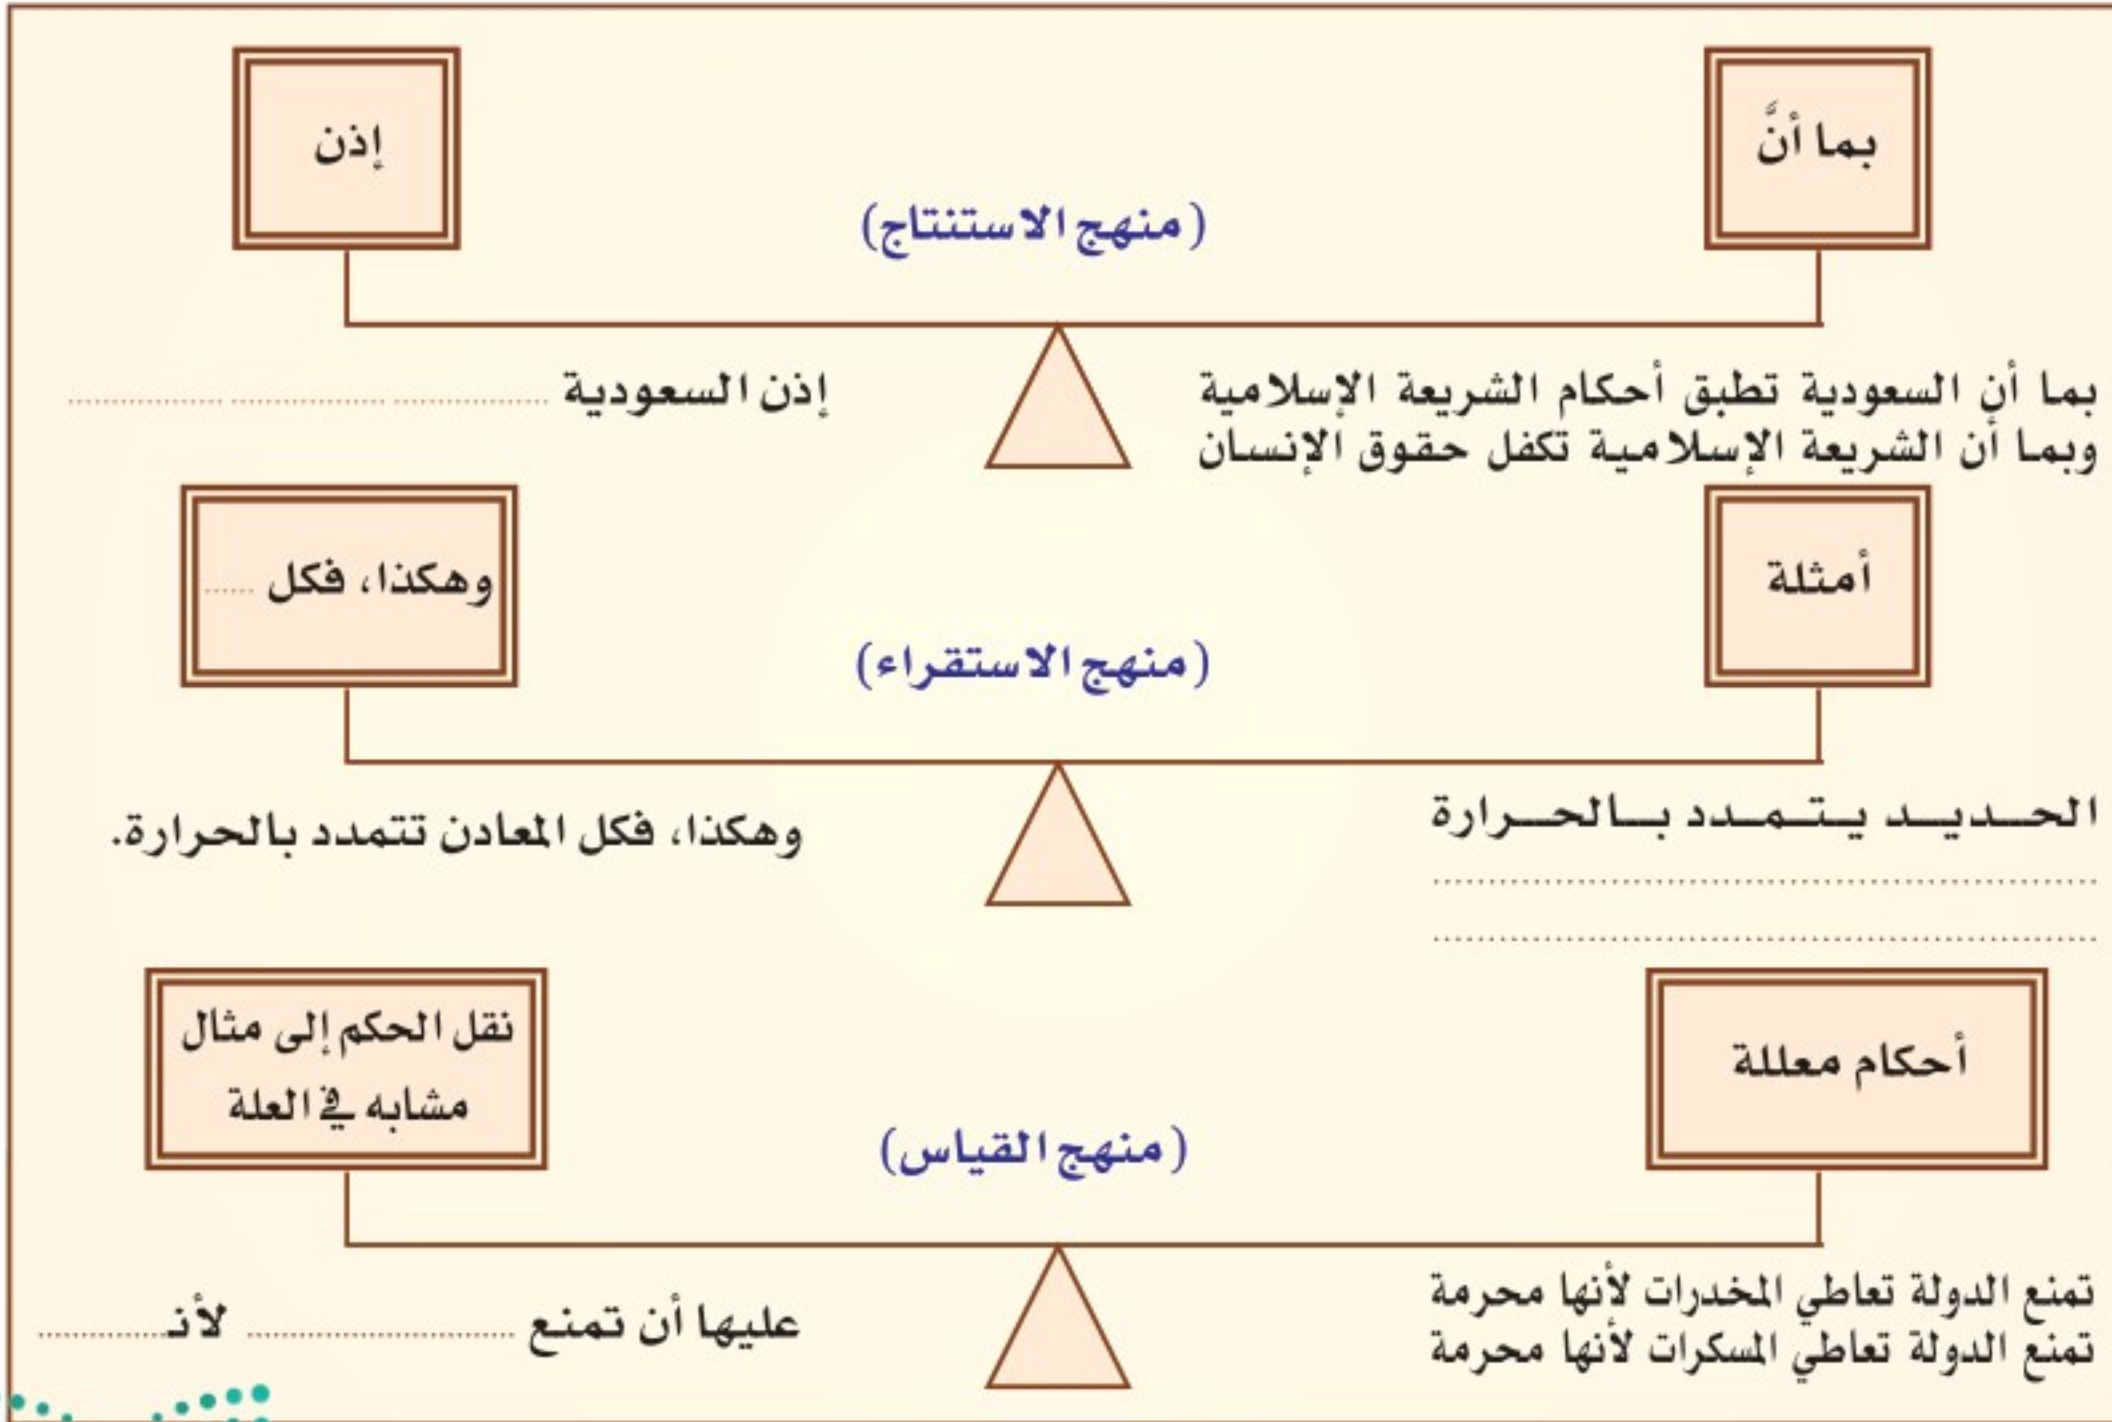 بما أنَّ
إذن
(منهج الاستنتاج)
بما أن السعودية تطبق أحكام الشريعة الإسلامية
وبما أن الشريعة الإسلامية تكفل حقوق الإنسان
إذن السعودية ................................................
أمثلة
وهكذا، فكل ......
(منهج الاستقراء)
الحديد يتمدد بالحرارة
................................................
................................................
وهكذا، فكل المعادن تتمدد بالحرارة.
أحكام معللة
نقل الحكم إلى مثال
مشابه في العلة
(منهج القياس)
تمنع الدولة تعاطي المخدرات لأنها محرمة
تمنع الدولة تعاطي المسكرات لأنها محرمة
عليها أن تمنع ........................ لأنـ............